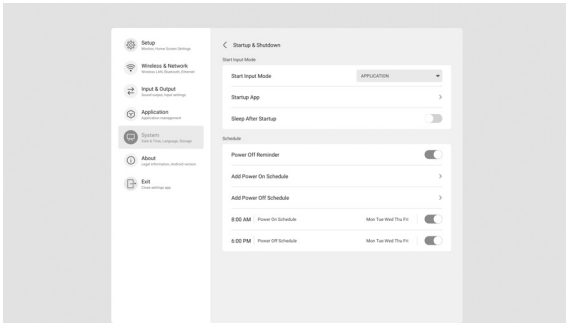 Setup
Monitor, Home Screen Settings
Wireless & Network
Wireless LAN, Bluetooth, Ethernet
Input & Output
Sound output, Input settings
Application
Application management
System
Date & Time, Language, Storage
About
Legal information, Android version
Exit
Close settings app
Startup & Shutdown
Start Input Mode
Start Input Mode
APPLICATION
Startup App
Sleep After Startup
Schedule
Power Off Reminder
Add Power On Schedule
Add Power Off Schedule
8:00 AM Power On Schedule Mon Tue Wed Thu Fri
6:00 PM Power Off Schedule Mon Tue Wed Thu Fri